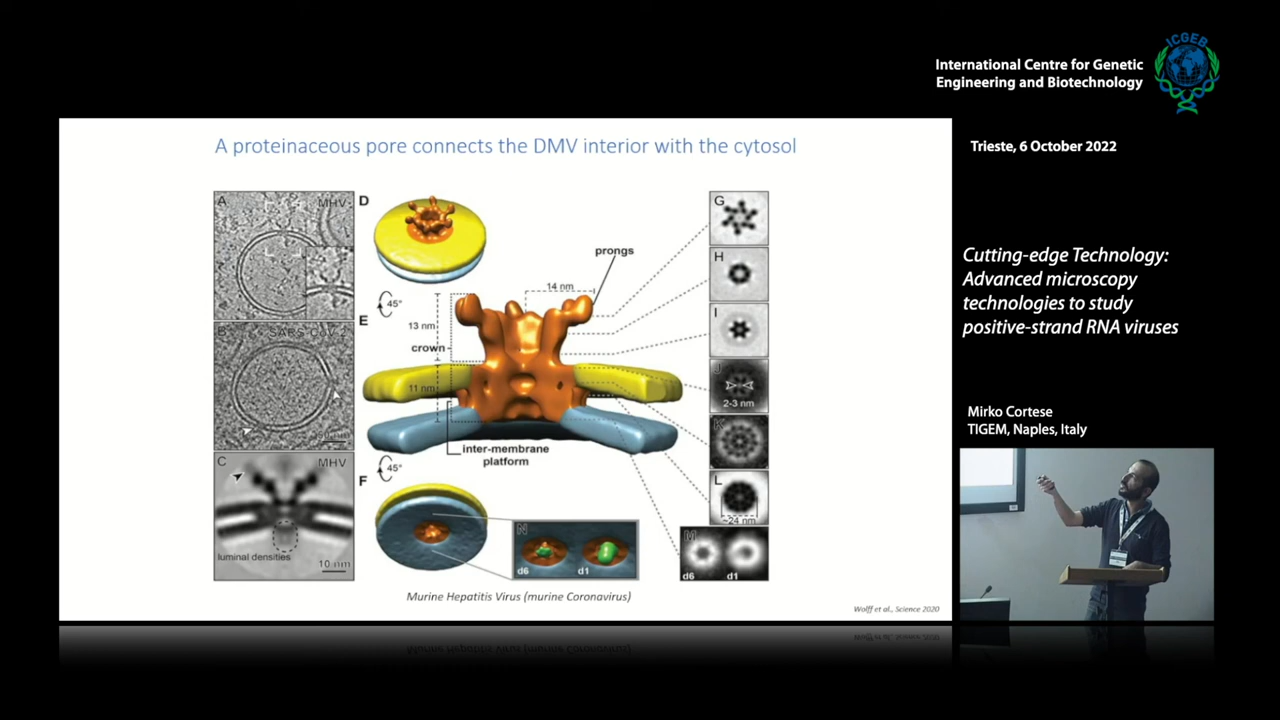 ICGEB
International Centre for Genetic
Engineering and Biotechnology
Trieste, 6 October 2022
Cutting-edge Technology:
Advanced microscopy
technologies to study
positive-strand RNA viruses
Mirko Cortese
TIGEM, Naples, Italy
A proteinaceous pore connects the DMV interior with the cytosol
A
MHV
B
SARS-CoV-2
50 nm
C
MHV
luminal densities
10 nm
D
45°
E
prongs
14 nm
13 nm
crown
11 nm
inter-membrane
platform
45°
F
N
d6
d1
G
H
I
J
2-3 nm
K
L
~24 nm
M
d6
d1
Murine Hepatitis Virus (murine Coronavirus)
Wolff et al., Science 2020